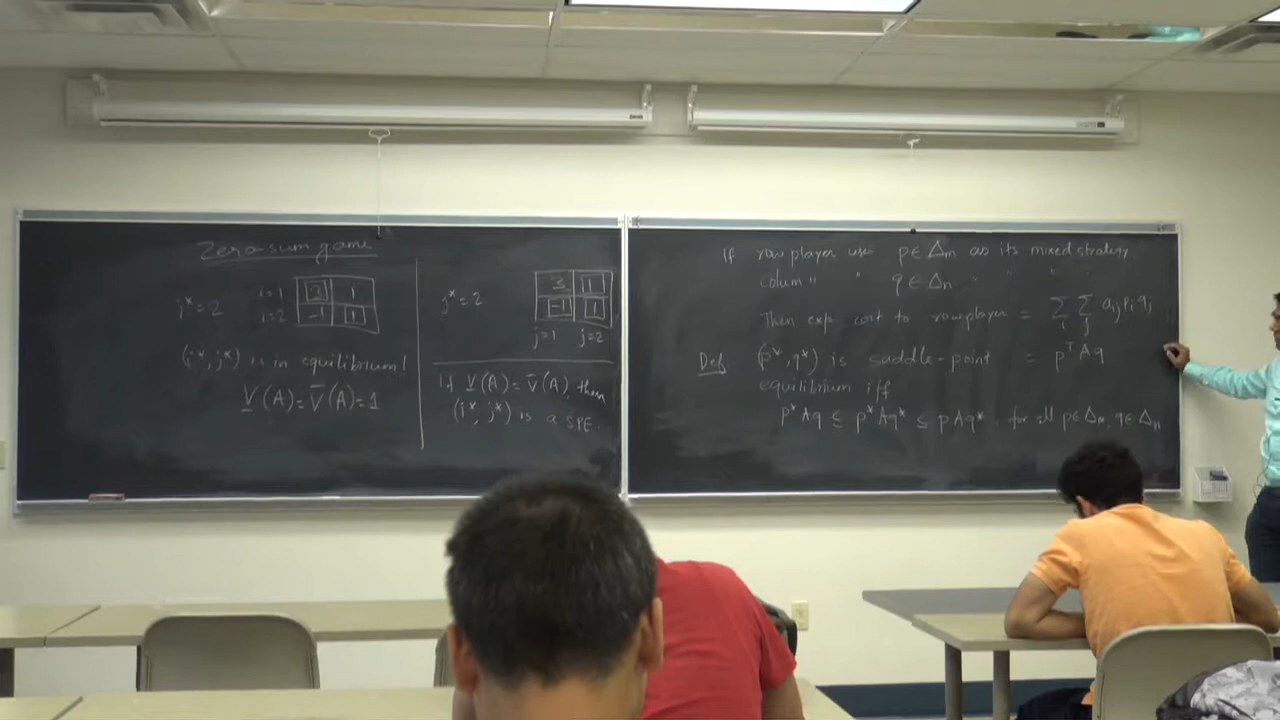 Zero-sum game
i*=2
i=1 3 1
i=2 -1 1
(i*, j*) is in equilibrium!
V̲(A) = V̄(A) = 1
j*=2
3 1
-1 1
j=1 j=2
If V̲(A) = V̄(A), then
(i*, j*) is a SPE.
If row player uses p ∈ Δm as its mixed strategy
column " " q ∈ Δn " " "
Then exp cost to row player = Σi Σj aij pi qj
= pᵀAq
Def (p*, q*) is saddle-point
equilibrium iff
p*Aq ≤ p*Aq* ≤ pAq* for all p ∈ Δm, q ∈ Δn